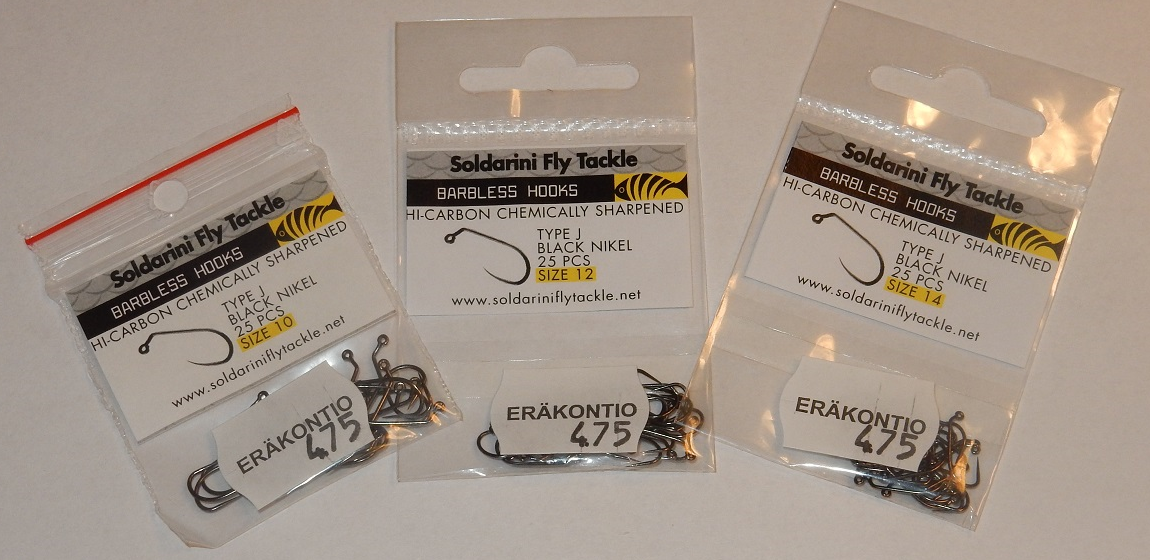 Soldarini Fly Tackle
BARBLESS HOOKS
HI-CARBON CHEMICALLY SHARPENED
TYPE J
BLACK NIKEL
25 PCS
SIZE 10
www.soldariniflytackle.net
ERÄKONTIO
475
Soldarini Fly Tackle
BARBLESS HOOKS
HI-CARBON CHEMICALLY SHARPENED
TYPE J
BLACK NIKEL
25 PCS
SIZE 12
www.soldariniflytackle.net
ERÄKONTIO
475
Soldarini Fly Tackle
BARBLESS HOOKS
HI-CARBON CHEMICALLY SHARPENED
TYPE J
BLACK NIKEL
25 PCS
SIZE 14
www.soldariniflytackle.net
ERÄKONTIO
475